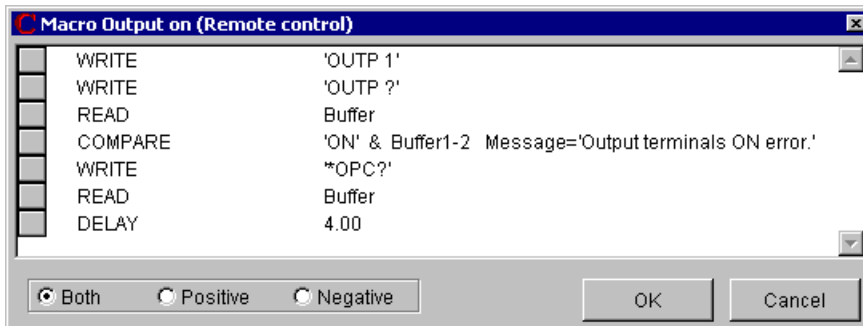 Macro Output on (Remote control)
WRITE 'OUTP 1'
WRITE 'OUTP ?'
READ Buffer
COMPARE 'ON' & Buffer1-2 Message='Output terminals ON error.'
WRITE '*OPC?'
READ Buffer
DELAY 4.00
Both Positive Negative OK Cancel